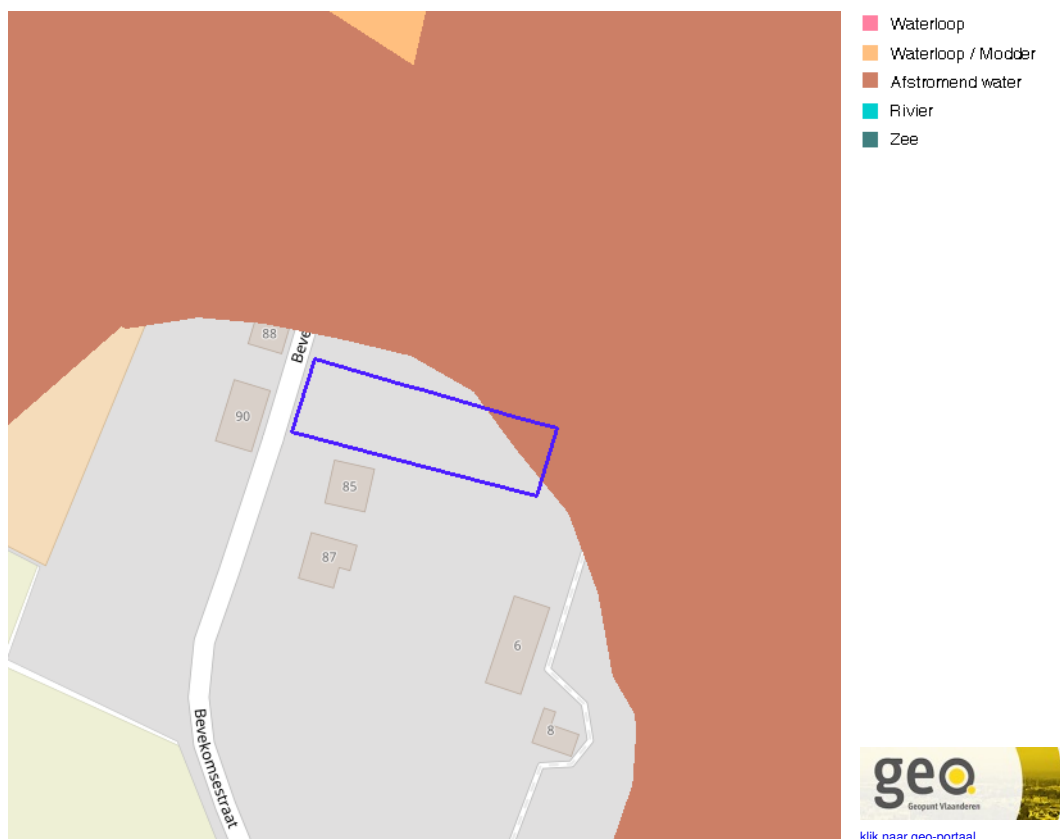 Waterloop
Waterloop / Modder
Afstromend water
Rivier
Zee
88
Beve
90
85
87
6
8
Bevekomsestraat
geo
Geopunt Vlaanderen
klik naar geo-portaal